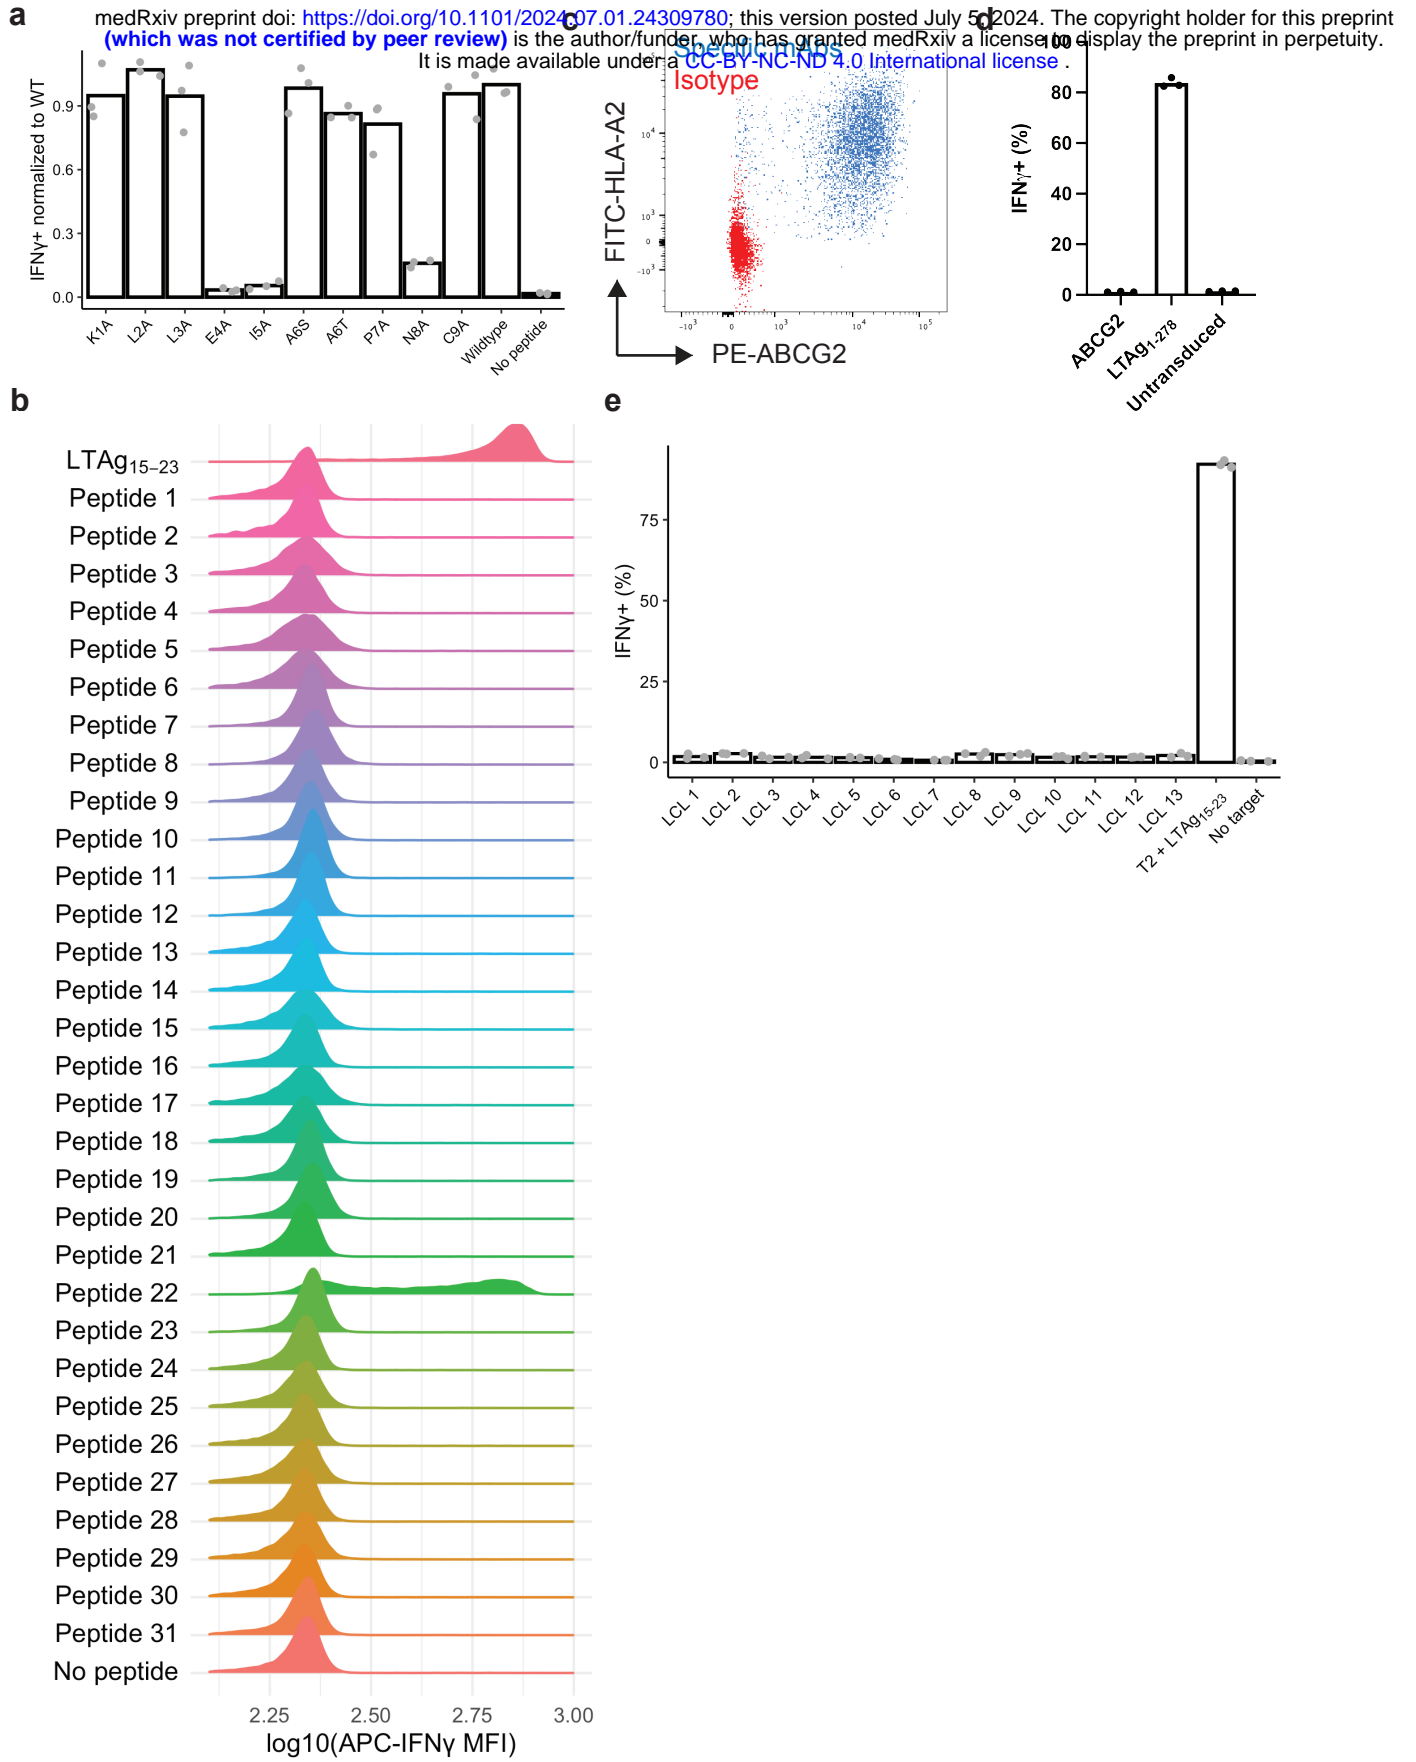 medRxiv preprint doi: https://doi.org/10.1101/2024.07.01.24309780; this version posted July 5, 2024. The copyright holder for this preprint
(which was not certified by peer review) is the author/funder, who has granted medRxiv a license to display the preprint in perpetuity.
It is made available under a CC-BY-NC-ND 4.0 International license .
a
IFNγ+ normalized to WT
0.9
0.6
0.3
0.0
K1A
L2A
L3A
E4A
I5A
A6S
A6T
P7A
N8A
C9A
Wildtype
No peptide
c
Specific mAbs
Isotype
FITC-HLA-A2
10⁴
10³
0
-10³
-10³
0
10³
10⁴
10⁵
PE-ABCG2
d
IFNγ+ (%)
100
80
60
40
20
0
ABCG2
LTAg₁₋₂₇₈
Untransduced
b
LTAg₁₅₋₂₃
Peptide 1
Peptide 2
Peptide 3
Peptide 4
Peptide 5
Peptide 6
Peptide 7
Peptide 8
Peptide 9
Peptide 10
Peptide 11
Peptide 12
Peptide 13
Peptide 14
Peptide 15
Peptide 16
Peptide 17
Peptide 18
Peptide 19
Peptide 20
Peptide 21
Peptide 22
Peptide 23
Peptide 24
Peptide 25
Peptide 26
Peptide 27
Peptide 28
Peptide 29
Peptide 30
Peptide 31
No peptide
2.25
2.50
2.75
3.00
log10(APC-IFNγ MFI)
e
IFNγ+ (%)
75
50
25
0
LCL 1
LCL 2
LCL 3
LCL 4
LCL 5
LCL 6
LCL 7
LCL 8
LCL 9
LCL 10
LCL 11
LCL 12
LCL 13
T2 + LTAg₁₅₋₂₃
No target